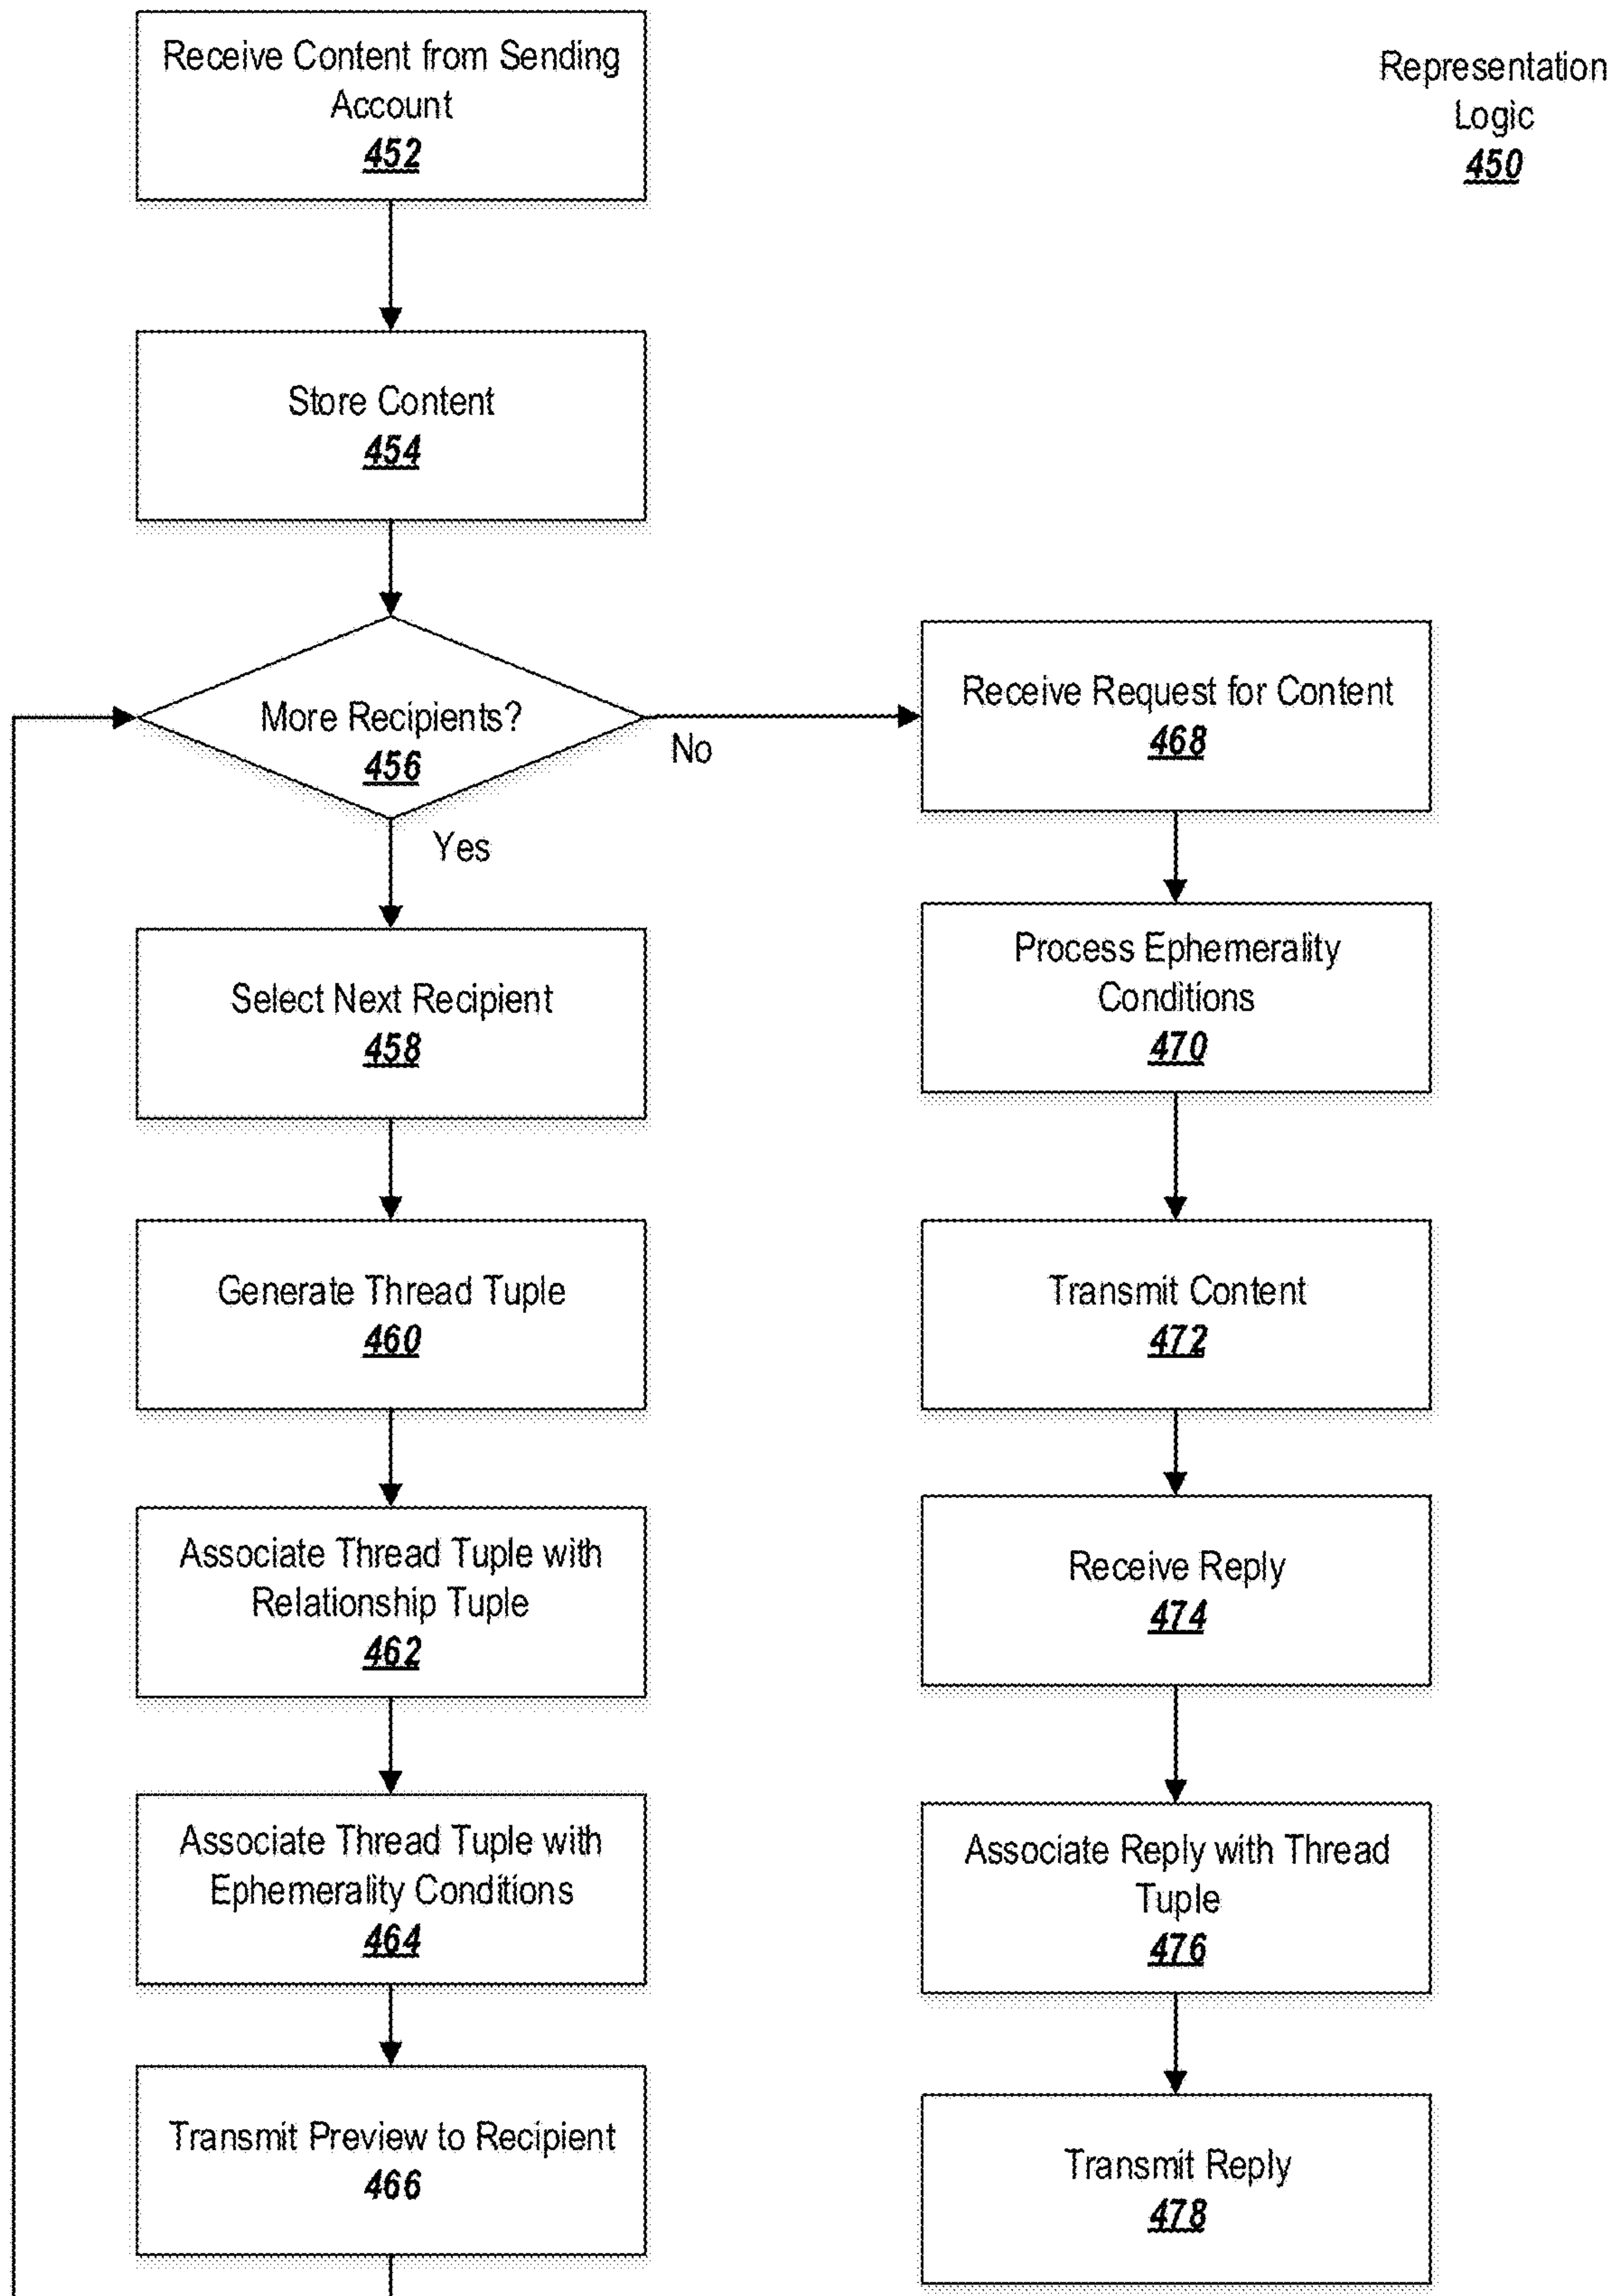 Receive Content from Sending
Account
452
Representation
Logic
450
Store Content
454
More Recipients?
456
No
Yes
Select Next Recipient
458
Generate Thread Tuple
460
Associate Thread Tuple with
Relationship Tuple
462
Associate Thread Tuple with
Ephemerality Conditions
464
Transmit Preview to Recipient
466
Receive Request for Content
468
Process Ephemerality
Conditions
470
Transmit Content
472
Receive Reply
474
Associate Reply with Thread
Tuple
476
Transmit Reply
478